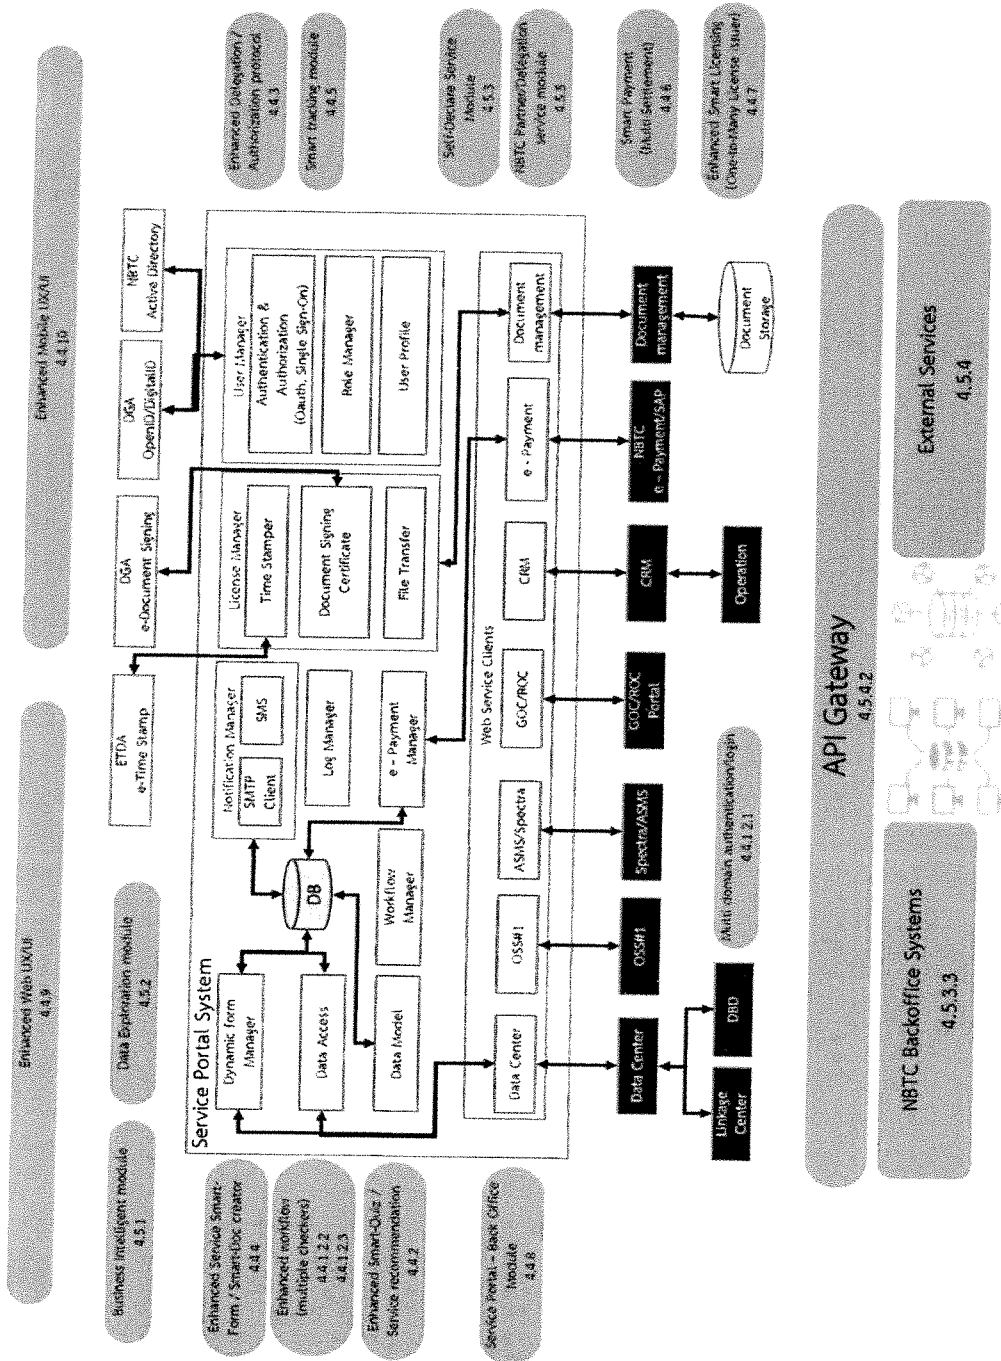 Enhanced Web UX/UI
4.4.9
Enhanced Mobile UX/UI
4.4.10
Business Intelligent module
4.5.1
Data Exploration module
4.5.2
ETDA
e-Time Stamp
DGA
e-Document Signing
DGA
OpenID/DigitalID
NBTC
Active Directory
Enhanced Service Smart-
Form / Smart-Doc creator
4.4.4
Enhanced workflow
(multiple checkers)
4.4.1.2.2
4.4.1.2.3
Enhanced Smart-Quiz /
Service recommendation
4.4.2
Service Portal – Back Office
Module
4.4.8
Service Portal System
Dynamic form
Manager
Data Access
Data Model
DB
Workflow
Manager
Notification Manager
SMTP
Client
SMS
Log Manager
e - Payment
Manager
License Manager
Time Stamper
Document Signing
Certificate
File Transfer
User Manager
Authentication &
Authorization
(Oauth, Single Sign-On)
Role Manager
User Profile
Web Service Clients
Data Center
OSS#1
ASMS/Spectra
GOC/ROC
CRM
e - Payment
Document
management
Enhanced Delegation /
Authorization protocol
4.4.3
Smart tracking module
4.4.5
Self-Declare Service
Module
4.5.3
NBTC Partner/Delegation
Service module
4.5.5
Smart Payment
(Multi Settlement)
4.4.6
Enhanced Smart Licensing
(One-to-Many License Issuer)
4.4.7
Data Center
OSS#1
Spectra/ASMS
GOC/ROC
Portal
CRM
NBTC
e - Payment/SAP
Document
management
Linkage
Center
DBD
Multi domain authentication/login
4.4.1.2.1
Operation
Document
Storage
API Gateway
4.5.4.2
NBTC Backoffice Systems
4.5.3.3
External Services
4.5.4